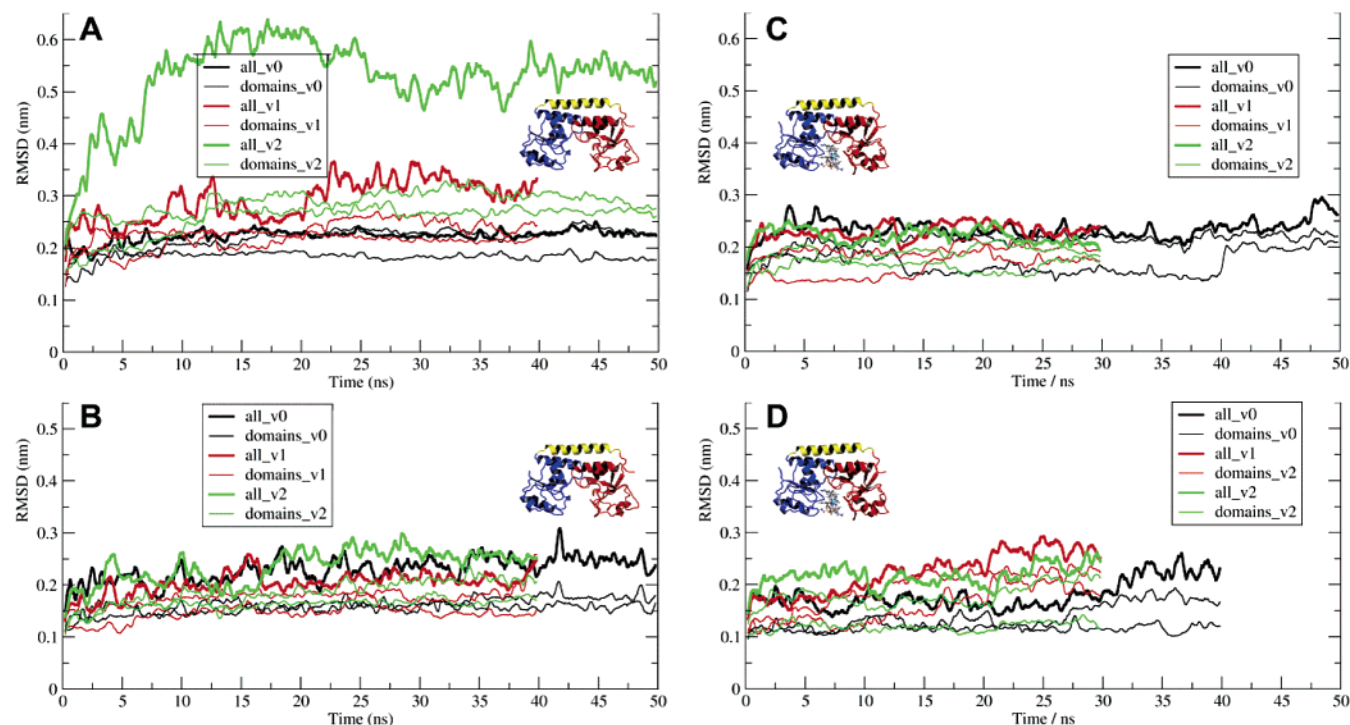 A
0.6
0.5
0.4
0.3
0.2
0.1
0
RMSD (nm)
all_v0
domains_v0
all_v1
domains_v1
all_v2
domains_v2
0 5 10 15 20 25 30 35 40 45 50
Time (ns)
C
0.6
0.5
0.4
0.3
0.2
0.1
0
RMSD (nm)
all_v0
domains_v0
all_v1
domains_v1
all_v2
domains_v2
0 5 10 15 20 25 30 35 40 45 50
Time / ns
B
0.5
0.4
0.3
0.2
0.1
0
RMSD (nm)
all_v0
domains_v0
all_v1
domains_v1
all_v2
domains_v2
0 5 10 15 20 25 30 35 40 45 50
Time (ns)
D
0.5
0.4
0.3
0.2
0.1
0
RMSD (nm)
all_v0
domains_v0
all_v1
domains_v2
all_v2
domains_v2
0 5 10 15 20 25 30 35 40 45 50
Time / ns